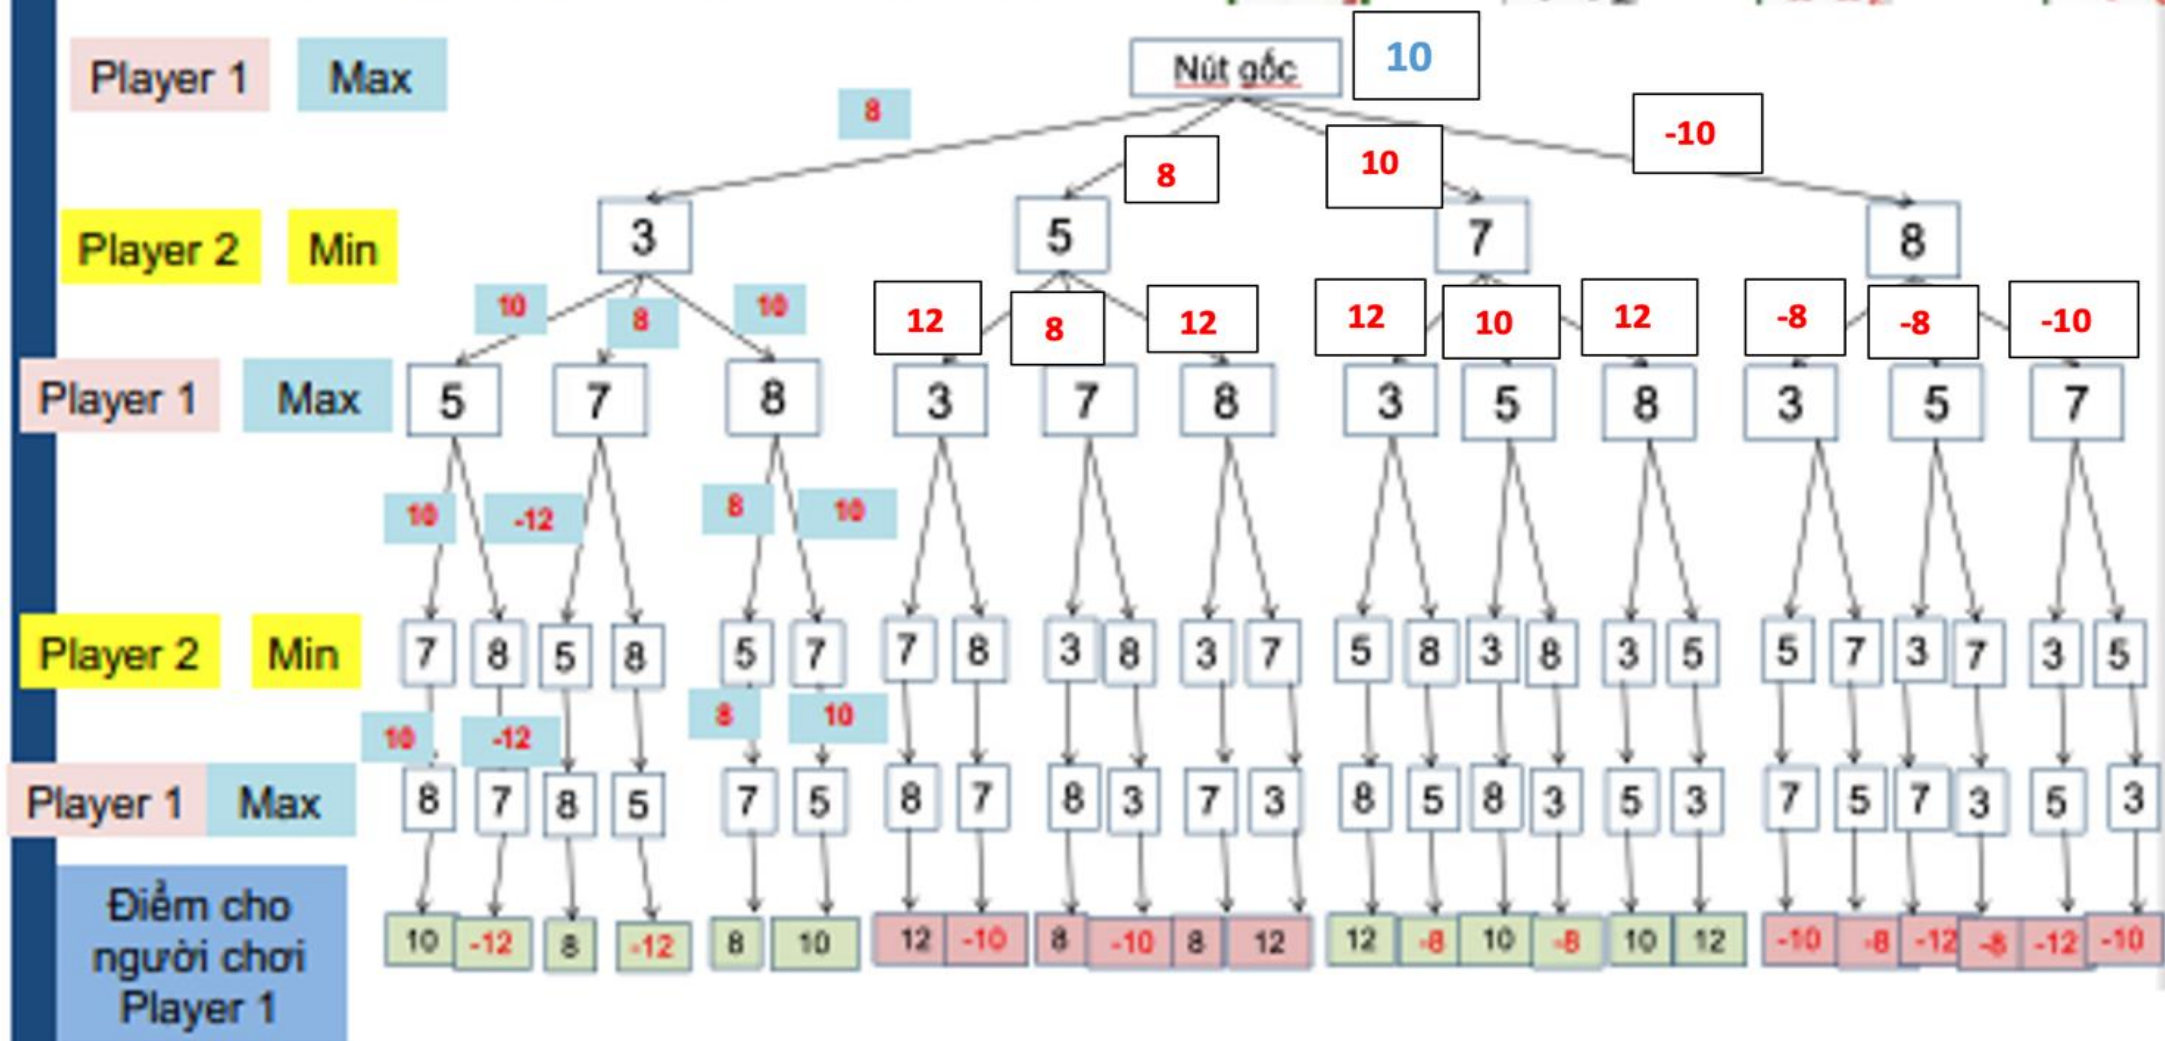 Player 1 Max Nút gốc 10
8 8 10 -10
Player 2 Min 3 5 7 8
10 8 10 12 8 12 12 10 12 -8 -8 -10
Player 1 Max 5 7 8 3 7 8 3 5 8 3 5 7
10 -12 8 10
Player 2 Min 7 8 5 8 5 7 7 8 3 8 3 7 5 8 3 8 3 5 5 7 3 7 3 5
10 -12 8 10
Player 1 Max 8 7 8 5 7 5 8 7 8 3 7 3 8 5 8 3 5 3 7 5 7 3 5 3
Điểm cho
người chơi
Player 1
10 -12 8 -12 8 10 12 -10 8 -10 8 12 12 -8 10 -8 10 12 -10 -8 -12 -8 -12 -10